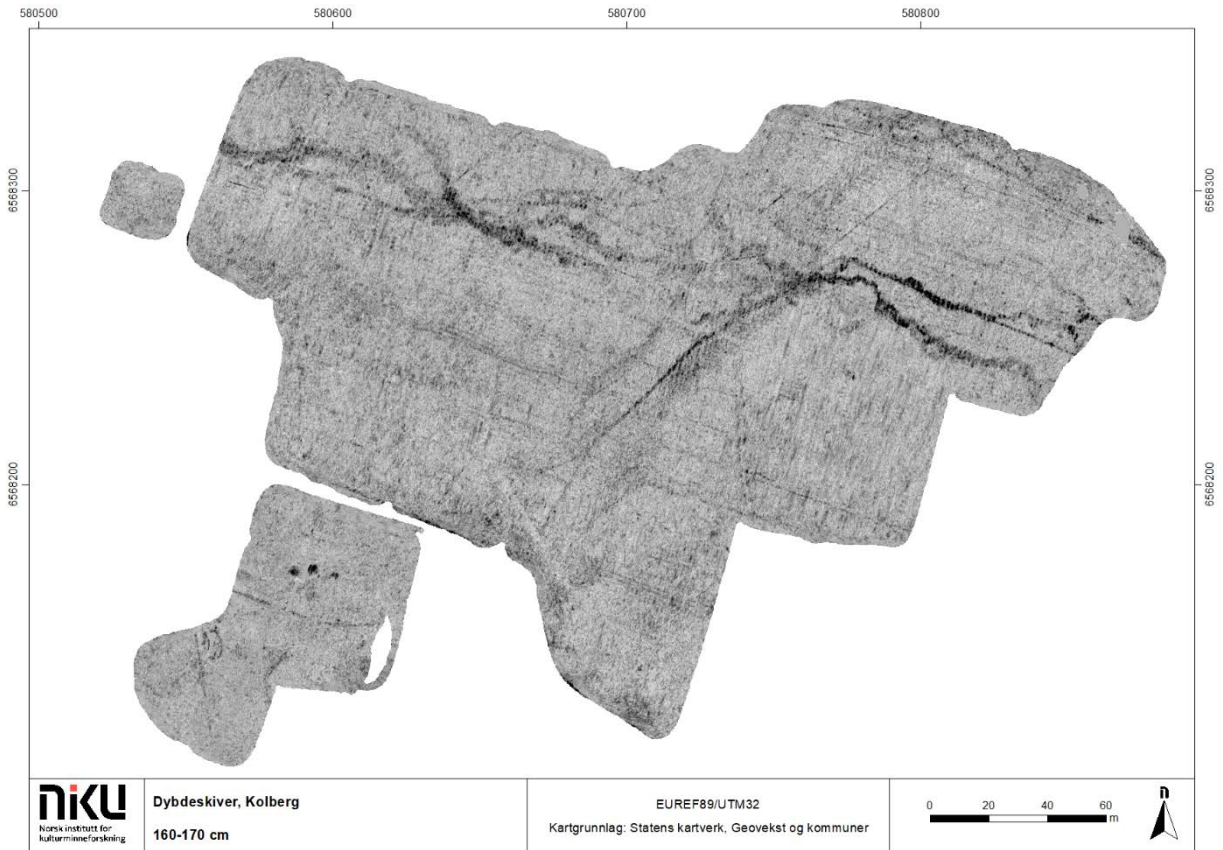 580500 580600 580700 580800
6568300 6568300
6568200 6568200
niku
Norsk institutt for
kulturminneforskning
Dybdeskiver, Kolberg
160-170 cm
EUREF89/UTM32
Kartgrunnlag: Statens kartverk, Geovekst og kommuner
0 20 40 60
m
n